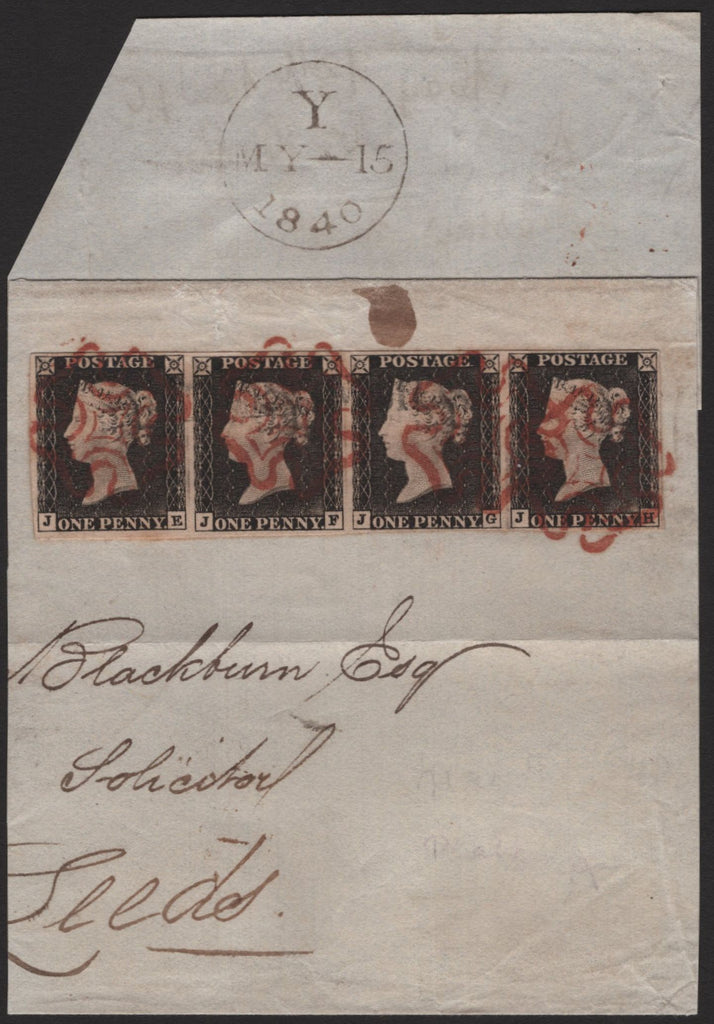 Y
MY—15
1840
POSTAGE POSTAGE POSTAGE POSTAGE
J ONE PENNY E J ONE PENNY F J ONE PENNY G J ONE PENNY H
Blackburn Esq
Solicitor
Leeds.